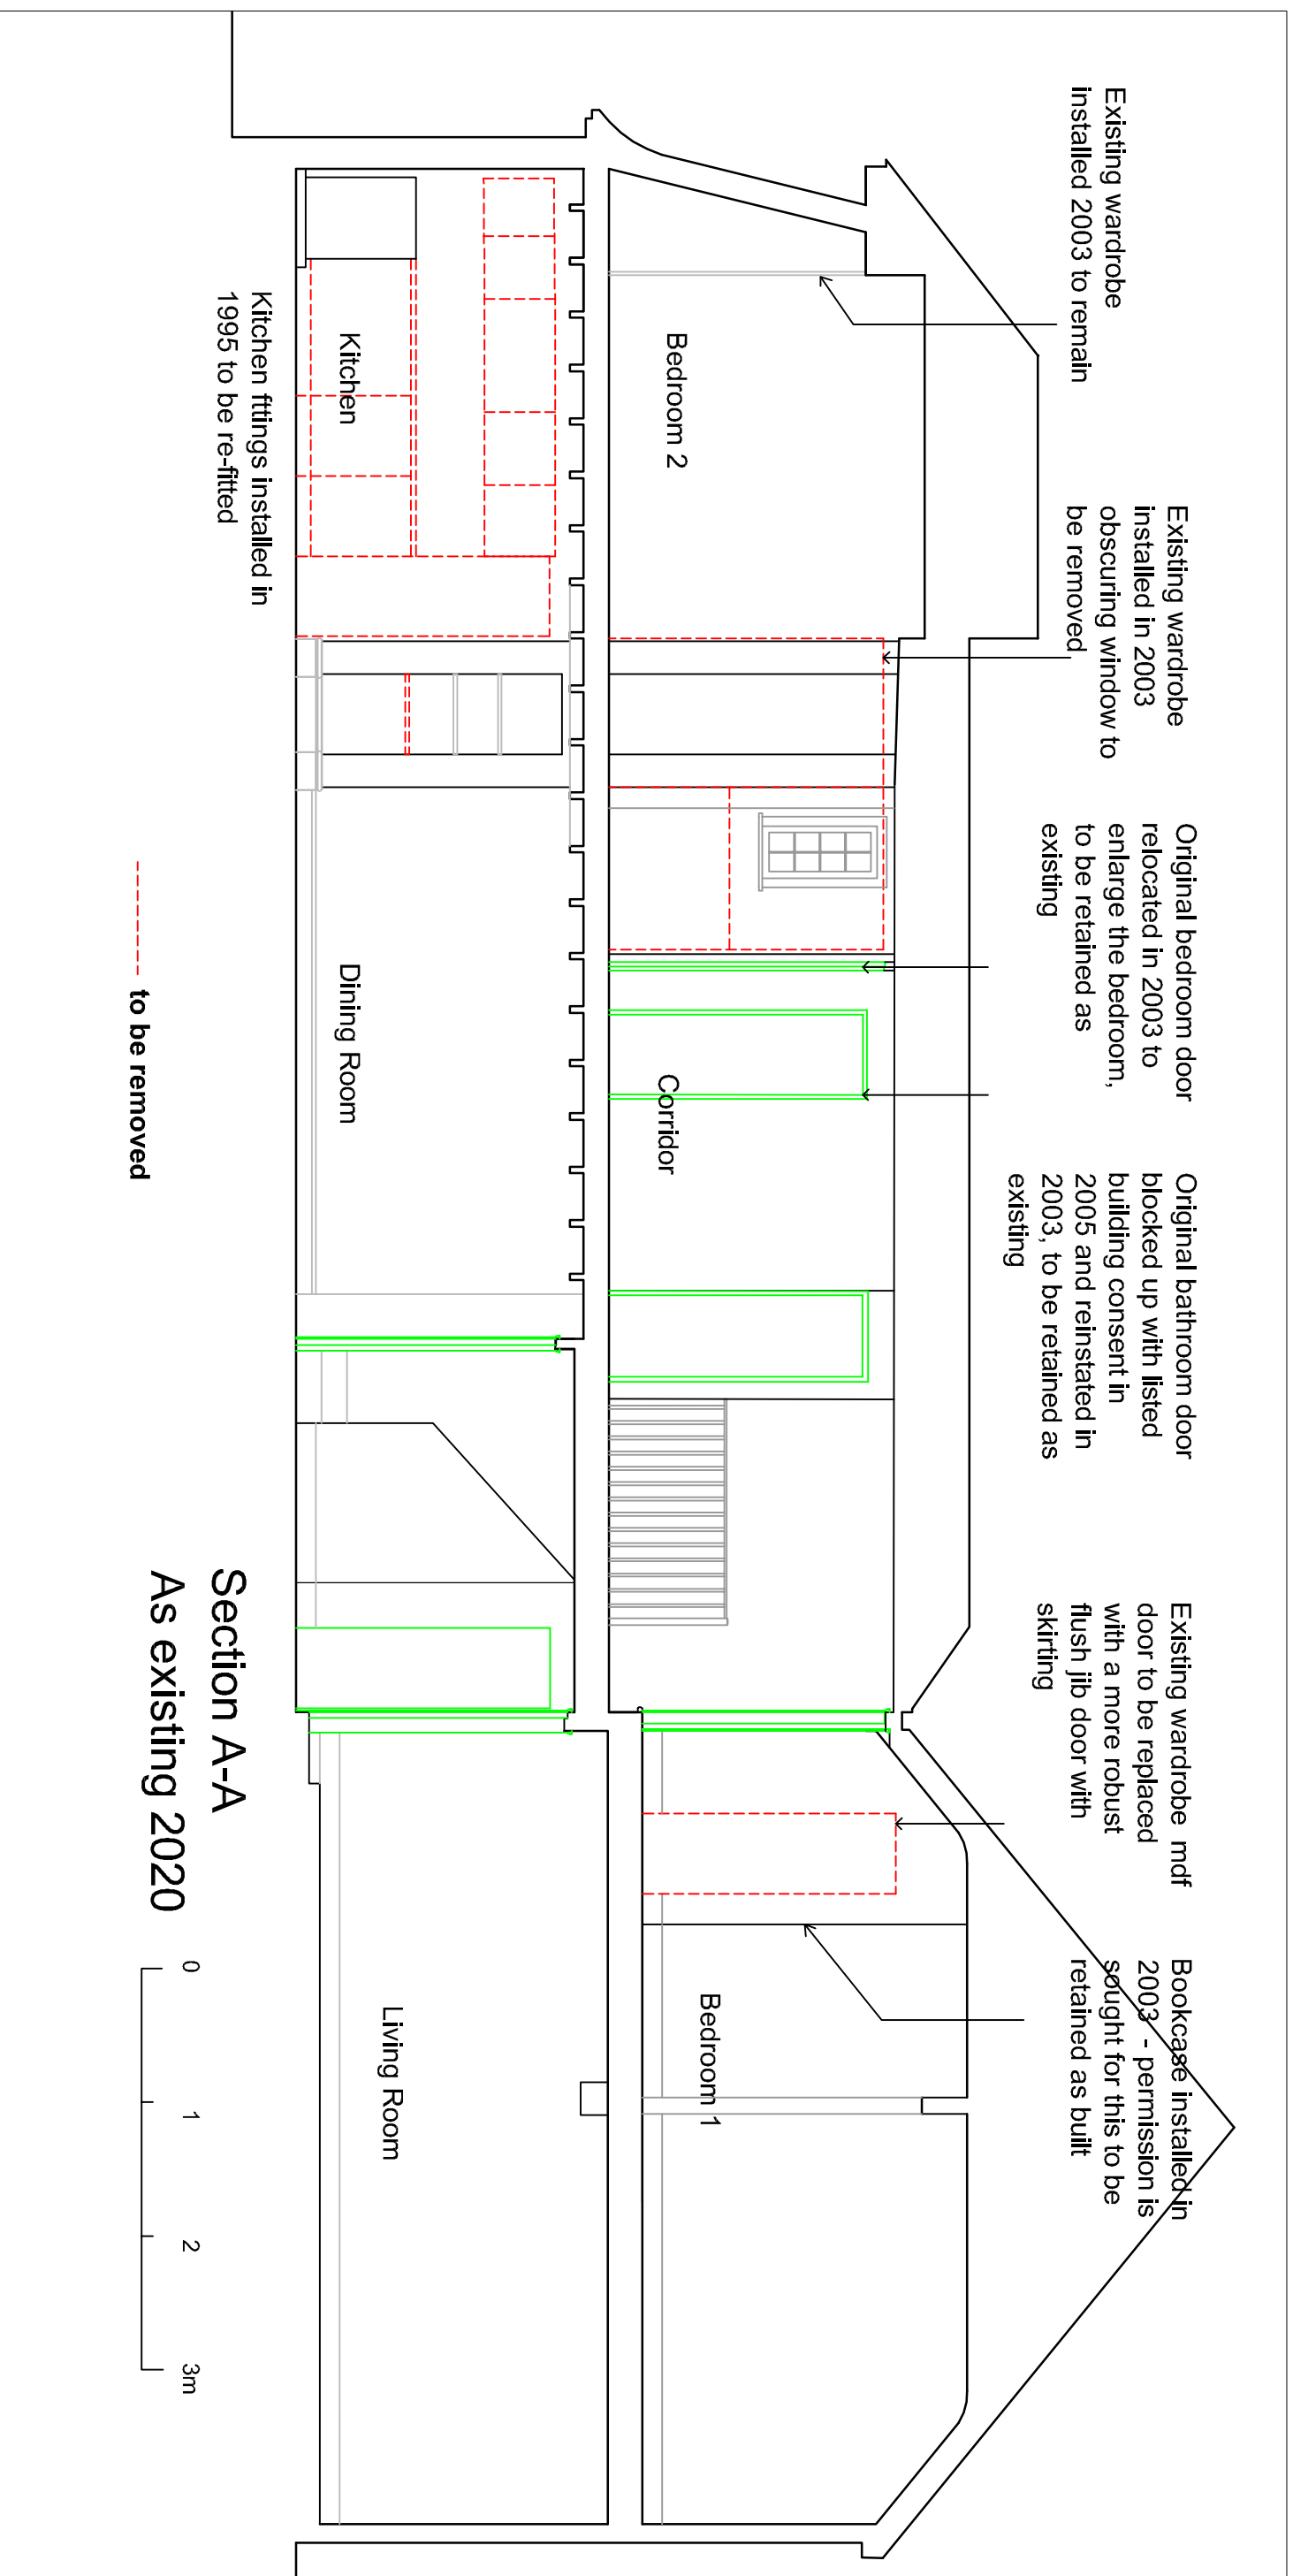 Existing wardrobe
installed 2003 to remain
Existing wardrobe
installed in 2003
obscuring window to
be removed
Original bedroom door
relocated in 2003 to
enlarge the bedroom,
to be retained as
existing
Original bathroom door
blocked up with listed
building consent in
2005 and reinstated in
2003, to be retained as
existing
Existing wardrobe mdf
door to be replaced
with a more robust
flush jib door with
skirting
Bookcase installed in
2003 - permission is
sought for this to be
retained as built
Bedroom 2
Corridor
Bedroom 1
Kitchen
Dining Room
Living Room
Kitchen fttings installed in
1995 to be re-fitted
to be removed
Section A-A
As existing 2020
0
1
2
3m